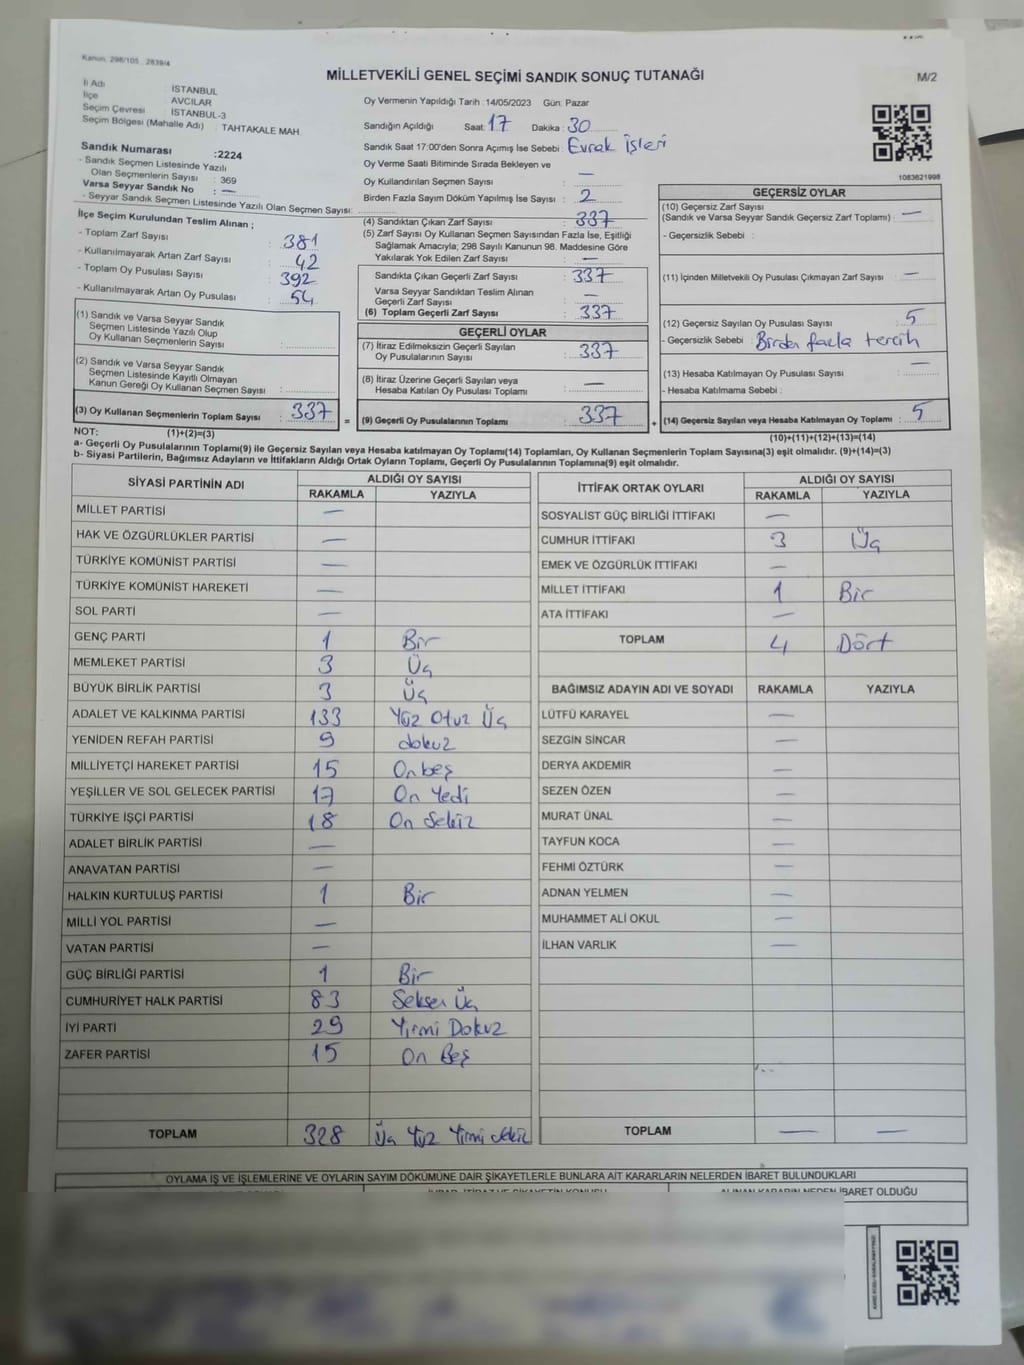 Kanun, 298/105, 2839/4
MİLLETVEKİLİ GENEL SEÇİMİ SANDIK SONUÇ TUTANAĞI
M/2
İl Adı : İSTANBUL
İlçe : AVCILAR
Seçim Çevresi : İSTANBUL-3
Seçim Bölgesi (Mahalle Adı) : TAHTAKALE MAH.
Sandık Numarası :2224
- Sandık Seçmen Listesinde Yazılı
Olan Seçmenlerin Sayısı : 369
Varsa Seyyar Sandık No : —
- Seyyar Sandık Seçmen Listesinde Yazılı Olan Seçmen Sayısı:
İlçe Seçim Kurulundan Teslim Alınan ;
- Toplam Zarf Sayısı : 381
- Kullanılmayarak Artan Zarf Sayısı : 42
- Toplam Oy Pusulası Sayısı : 392
- Kullanılmayarak Artan Oy Pusulası : 54
(1) Sandık ve Varsa Seyyar Sandık
Seçmen Listesinde Yazılı Olup
Oy Kullanan Seçmenlerin Sayısı :
(2) Sandık ve Varsa Seyyar Sandık
Seçmen Listesinde Kayıtlı Olmayan
Kanun Gereği Oy Kullanan Seçmen Sayısı :
(3) Oy Kullanan Seçmenlerin Toplam Sayısı : 337
(1)+(2)=(3)
Oy Vermenin Yapıldığı Tarih :14/05/2023 Gün: Pazar
Sandığın Açıldığı Saat: 17 Dakika : 30
Sandık Saat 17:00'den Sonra Açımış İse Sebebi : Evrak işleri
Oy Verme Saati Bitiminde Sırada Bekleyen ve
Oy Kullandırılan Seçmen Sayısı : —
Birden Fazla Sayım Döküm Yapılmış İse Sayısı : 2
(4) Sandıktan Çıkan Zarf Sayısı : 337
(5) Zarf Sayısı Oy Kullanan Seçmen Sayısından Fazla İse, Eşitliği
Sağlamak Amacıyla; 298 Sayılı Kanunun 98. Maddesine Göre
Yakılarak Yok Edilen Zarf Sayısı : —
Sandıkta Çıkan Geçerli Zarf Sayısı : 337
Varsa Seyyar Sandıktan Teslim Alınan
Geçerli Zarf Sayısı : —
(6) Toplam Geçerli Zarf Sayısı : 337
GEÇERLİ OYLAR
(7) İtiraz Edilmeksizin Geçerli Sayılan
Oy Pusulalarının Sayısı : 337
(8) İtiraz Üzerine Geçerli Sayılan veya
Hesaba Katılan Oy Pusulası Toplamı : —
= (9) Geçerli Oy Pusulalarının Toplamı : 337
1083621998
GEÇERSİZ OYLAR
(10) Geçersiz Zarf Sayısı
(Sandık ve Varsa Seyyar Sandık Geçersiz Zarf Toplamı) : —
- Geçersizlik Sebebi :
(11) İçinden Milletvekili Oy Pusulası Çıkmayan Zarf Sayısı : —
(12) Geçersiz Sayılan Oy Pusulası Sayısı : 5
- Geçersizlik Sebebi : Birden fazla tercih
(13) Hesaba Katılmayan Oy Pusulası Sayısı : —
- Hesaba Katılmama Sebebi :
+ (14) Geçersiz Sayılan veya Hesaba Katılmayan Oy Toplamı : 5
(10)+(11)+(12)+(13)=(14)
NOT:
a- Geçerli Oy Pusulalarının Toplamı(9) ile Geçersiz Sayılan veya Hesaba katılmayan Oy Toplamı(14) Toplamları, Oy Kullanan Seçmenlerin Toplam Sayısına(3) eşit olmalıdır. (9)+(14)=(3)
b- Siyasi Partilerin, Bağımsız Adayların ve İttifakların Aldığı Ortak Oyların Toplamı, Geçerli Oy Pusulalarının Toplamına(9) eşit olmalıdır.
SİYASİ PARTİNİN ADI ALDIĞI OY SAYISI
RAKAMLA YAZIYLA
MİLLET PARTİSİ —
HAK VE ÖZGÜRLÜKLER PARTİSİ —
TÜRKİYE KOMÜNİST PARTİSİ —
TÜRKİYE KOMÜNİST HAREKETİ —
SOL PARTİ —
GENÇ PARTİ 1 Bir
MEMLEKET PARTİSİ 3 Üç
BÜYÜK BİRLİK PARTİSİ 3 Üç
ADALET VE KALKINMA PARTİSİ 133 Yüz Otuz Üç
YENİDEN REFAH PARTİSİ 9 dokuz
MİLLİYETÇİ HAREKET PARTİSİ 15 On beş
YEŞİLLER VE SOL GELECEK PARTİSİ 17 On Yedi
TÜRKİYE İŞÇİ PARTİSİ 18 On Sekiz
ADALET BİRLİK PARTİSİ —
ANAVATAN PARTİSİ —
HALKIN KURTULUŞ PARTİSİ 1 Bir
MİLLİ YOL PARTİSİ —
VATAN PARTİSİ —
GÜÇ BİRLİĞİ PARTİSİ 1 Bir
CUMHURİYET HALK PARTİSİ 83 Seksen Üç
İYİ PARTİ 29 Yirmi Dokuz
ZAFER PARTİSİ 15 On Beş
TOPLAM 328 Üç Yüz Yirmi sekiz
İTTİFAK ORTAK OYLARI ALDIĞI OY SAYISI
RAKAMLA YAZIYLA
SOSYALİST GÜÇ BİRLİĞİ İTTİFAKI —
CUMHUR İTTİFAKI 3 Üç
EMEK VE ÖZGÜRLÜK İTTİFAKI —
MİLLET İTTİFAKI 1 Bir
ATA İTTİFAKI —
TOPLAM 4 Dört
BAĞIMSIZ ADAYIN ADI VE SOYADI RAKAMLA YAZIYLA
LÜTFÜ KARAYEL —
SEZGİN SİNCAR —
DERYA AKDEMİR —
SEZEN ÖZEN —
MURAT ÜNAL —
TAYFUN KOCA —
FEHMİ ÖZTÜRK —
ADNAN YELMEN —
MUHAMMET ALİ OKUL —
İLHAN VARLIK —
TOPLAM — —
OYLAMA İŞ VE İŞLEMLERİNE VE OYLARIN SAYIM DÖKÜMÜNE DAİR ŞİKAYETLERLE BUNLARA AİT KARARLARIN NELERDEN İBARET BULUNDUKLARI
ALINAN KARARIN NEDEN İBARET OLDUĞU